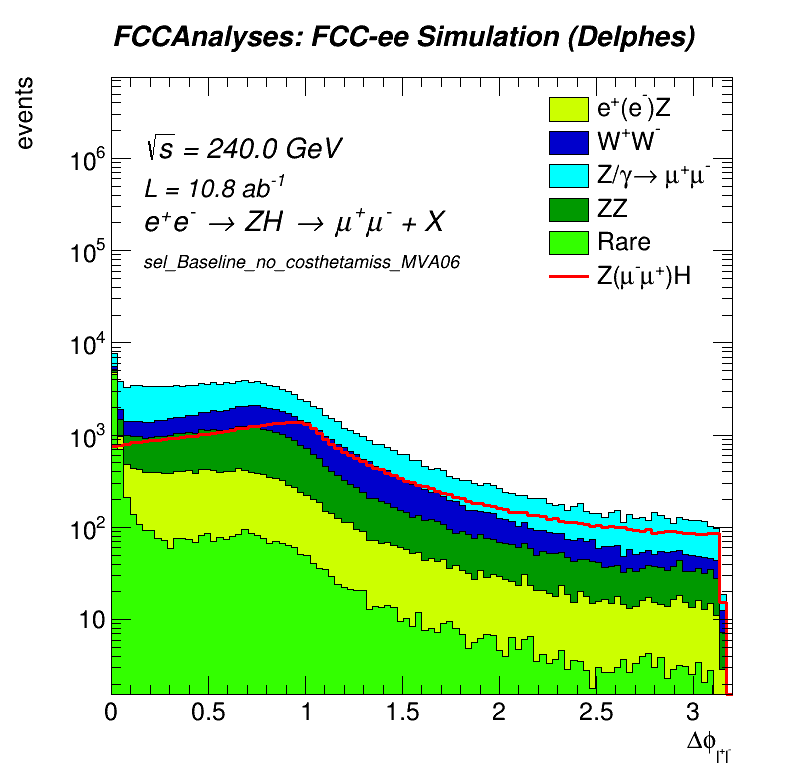 FCCAnalyses: FCC-ee Simulation (Delphes)
events
√s = 240.0 GeV
L = 10.8 ab⁻¹
e⁺e⁻ → ZH → μ⁺μ⁻ + X
sel_Baseline_no_costhetamiss_MVA06
e⁺(e⁻)Z
W⁺W⁻
Z/γ→ μ⁺μ⁻
ZZ
Rare
Z(μ⁻μ⁺)H
10⁶
10⁵
10⁴
10³
10²
10
0 0.5 1 1.5 2 2.5 3
Δϕ_l⁺l⁻